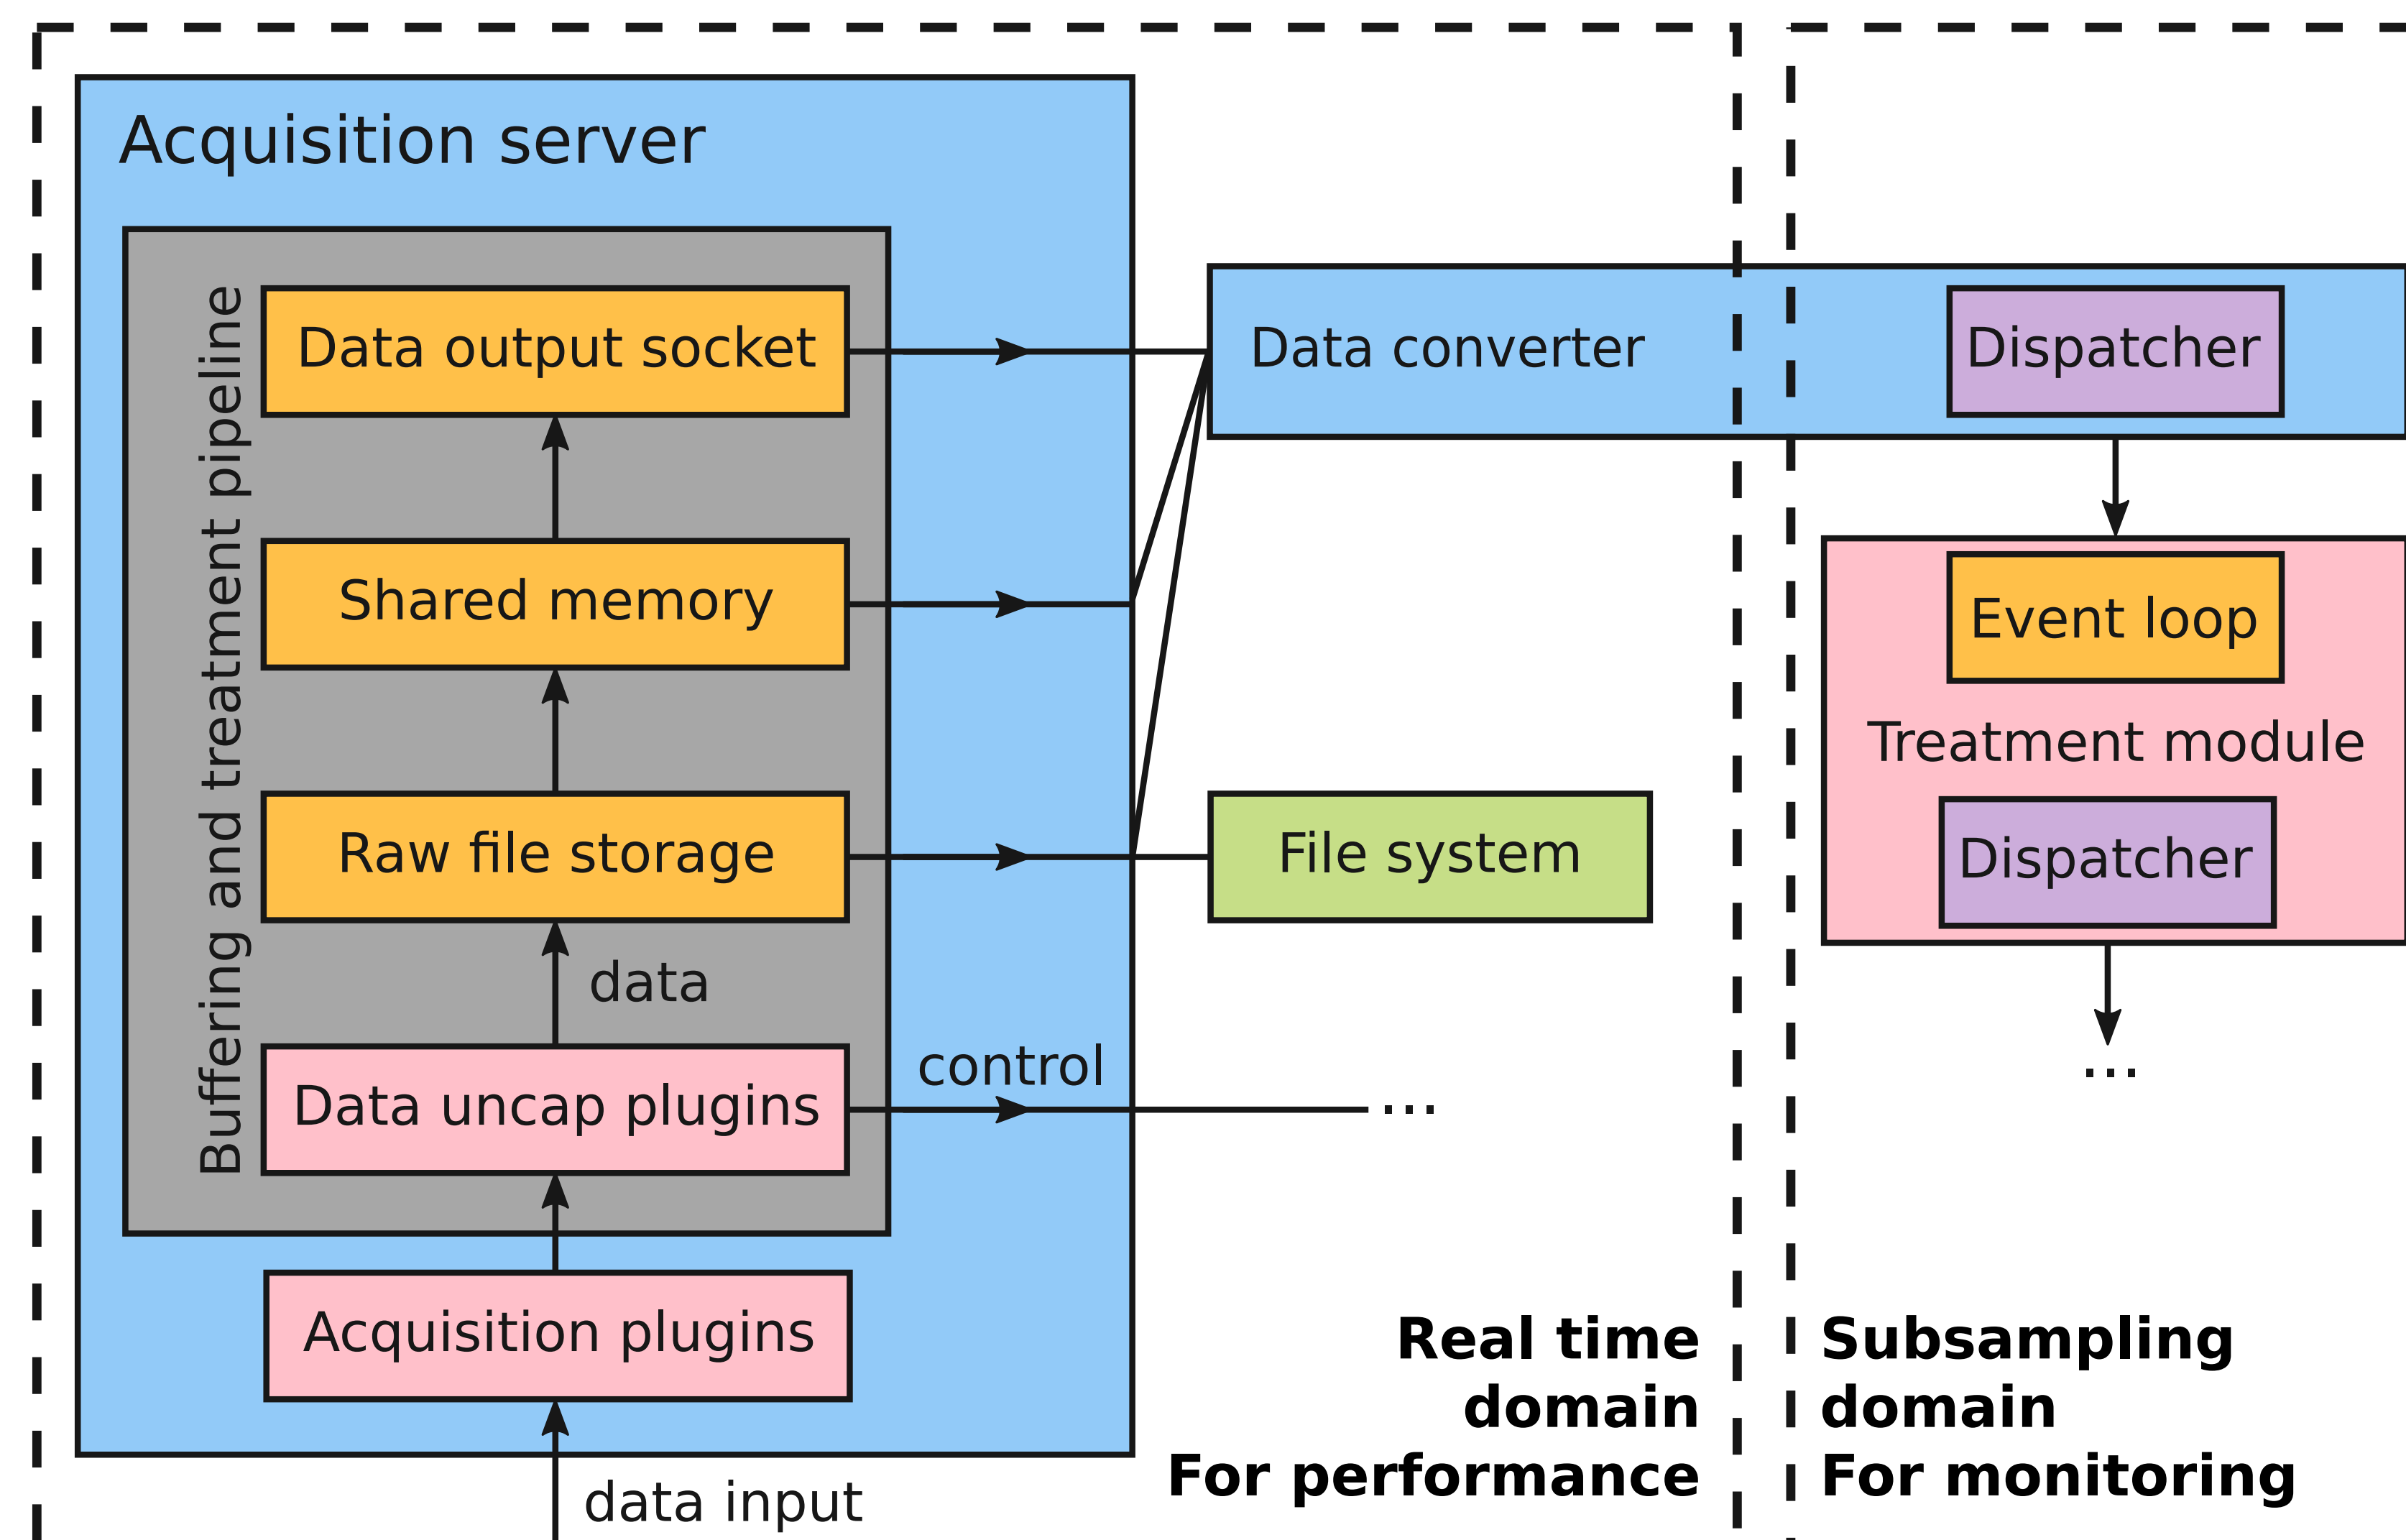 Acquisition server
Buffering and treatment pipeline
Data output socket
Shared memory
Raw file storage
data
Data uncap plugins
control
...
Acquisition plugins
data input
Data converter
Dispatcher
File system
Event loop
Treatment module
Dispatcher
...
Real time
domain
For performance
Subsampling
domain
For monitoring